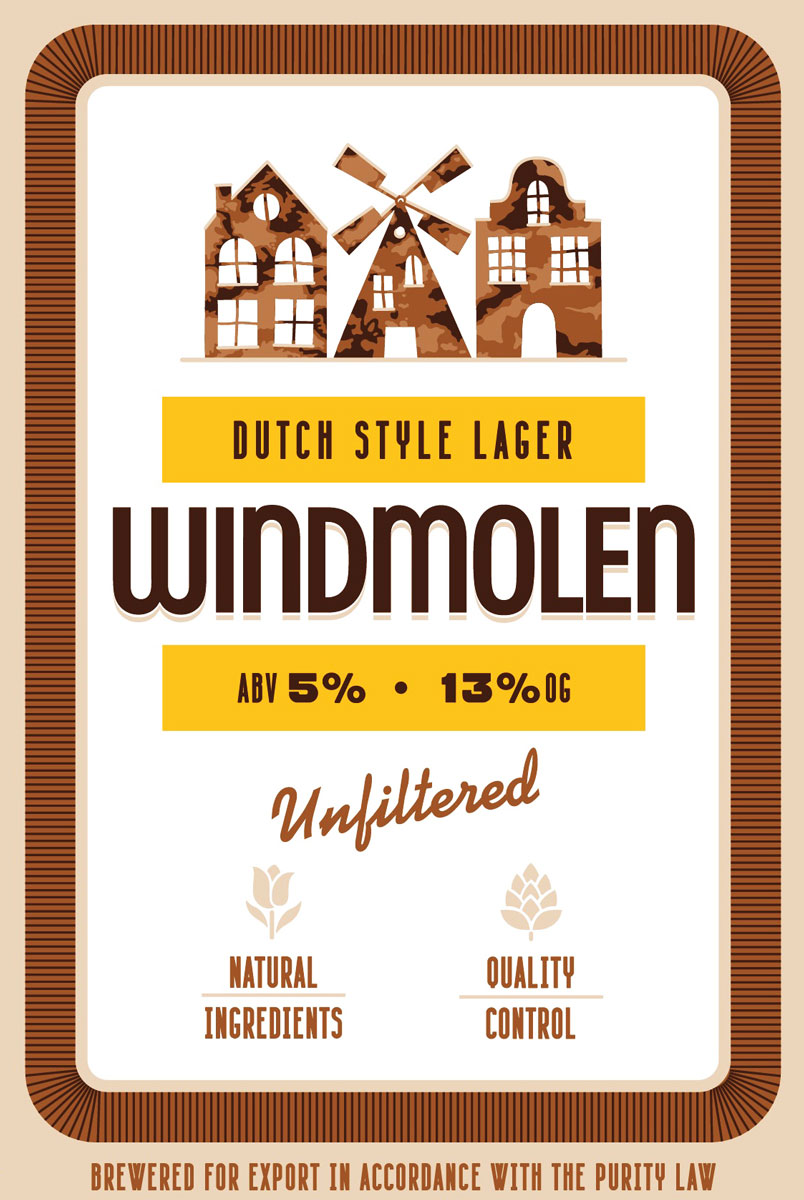 DUTCH STYLE LAGER
WINDMOLEN
ABV 5% • 13% OG
Unfiltered
NATURAL
INGREDIENTS
QUALITY
CONTROL
BREWERED FOR EXPORT IN ACCORDANCE WITH THE PURITY LAW